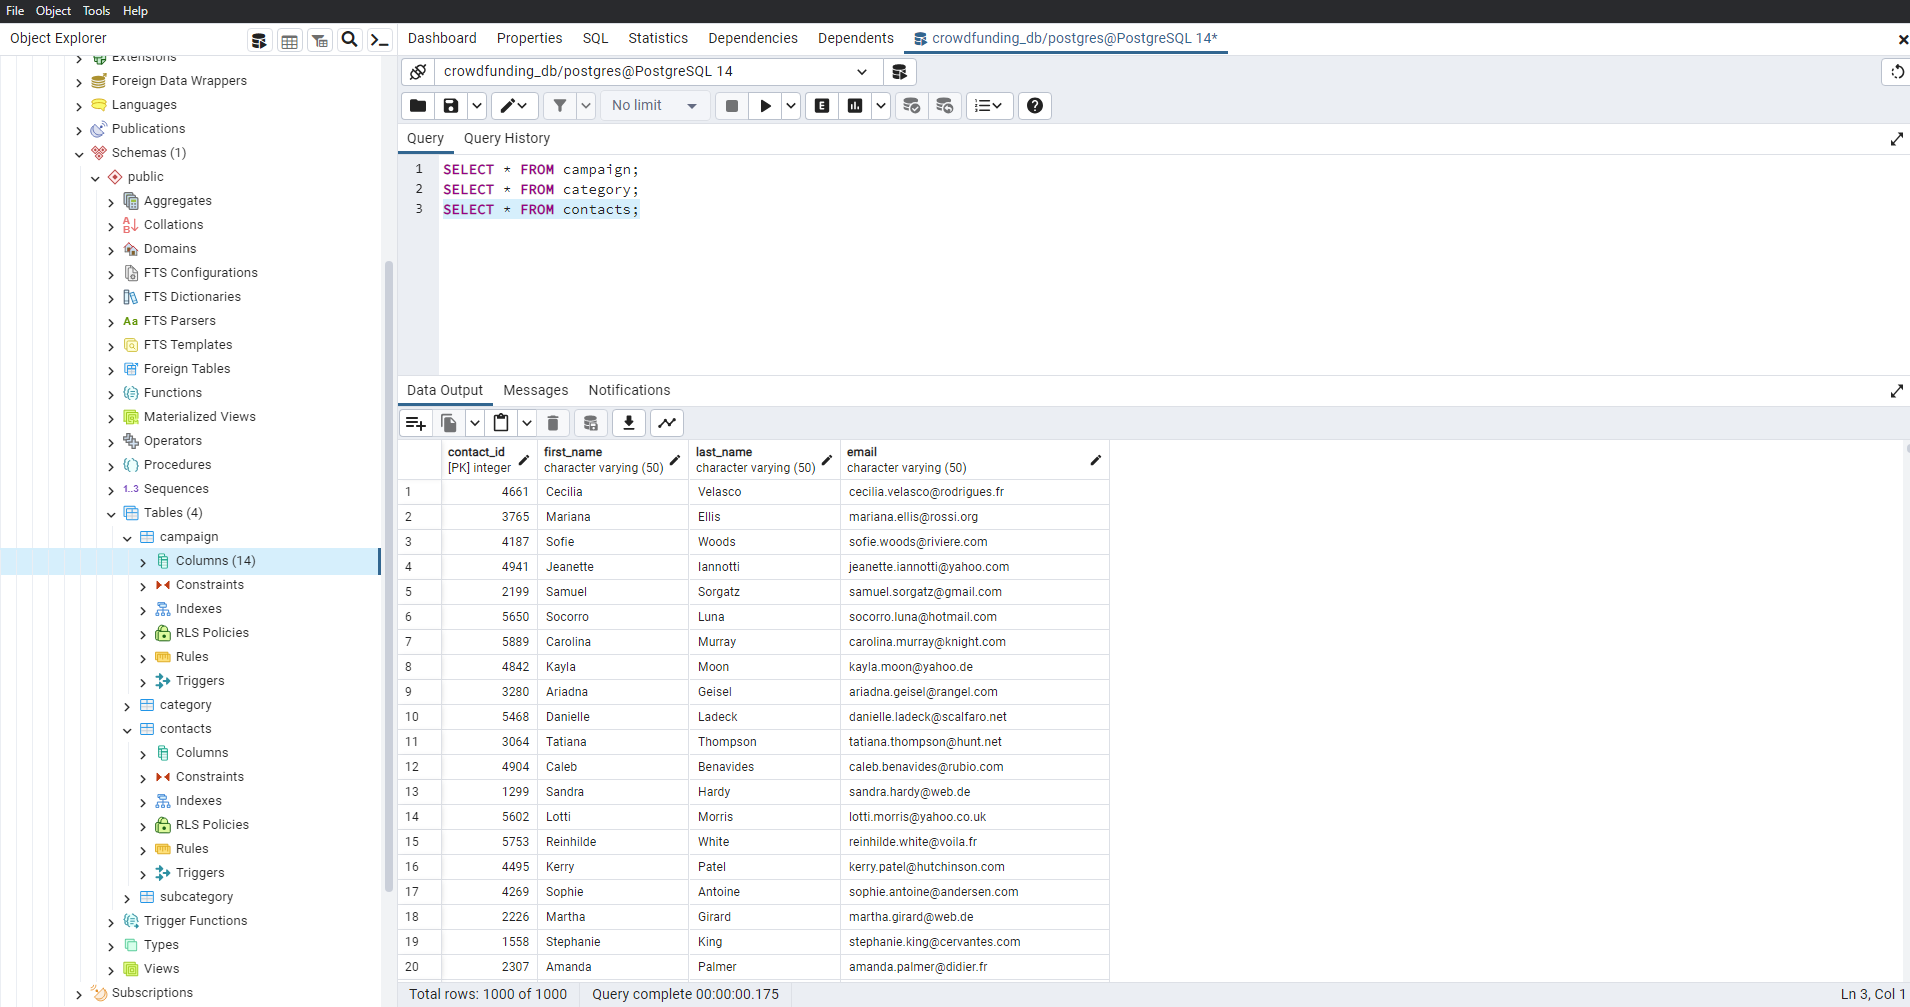 File Object Tools Help
Object Explorer
Extensions
Foreign Data Wrappers
Languages
Publications
Schemas (1)
public
Aggregates
Collations
Domains
FTS Configurations
FTS Dictionaries
Aa FTS Parsers
FTS Templates
Foreign Tables
Functions
Materialized Views
Operators
Procedures
1..3 Sequences
Tables (4)
campaign
Columns (14)
Constraints
Indexes
RLS Policies
Rules
Triggers
category
contacts
Columns
Constraints
Indexes
RLS Policies
Rules
Triggers
subcategory
Trigger Functions
Types
Views
Subscriptions
Dashboard Properties SQL Statistics Dependencies Dependents crowdfunding_db/postgres@PostgreSQL 14*
crowdfunding_db/postgres@PostgreSQL 14
No limit E
Query Query History
1 SELECT * FROM campaign;
2 SELECT * FROM category;
3 SELECT * FROM contacts;
Data Output Messages Notifications
contact_id first_name last_name email
[PK] integer character varying (50) character varying (50) character varying (50)
1 4661 Cecilia Velasco cecilia.velasco@rodrigues.fr
2 3765 Mariana Ellis mariana.ellis@rossi.org
3 4187 Sofie Woods sofie.woods@riviere.com
4 4941 Jeanette Iannotti jeanette.iannotti@yahoo.com
5 2199 Samuel Sorgatz samuel.sorgatz@gmail.com
6 5650 Socorro Luna socorro.luna@hotmail.com
7 5889 Carolina Murray carolina.murray@knight.com
8 4842 Kayla Moon kayla.moon@yahoo.de
9 3280 Ariadna Geisel ariadna.geisel@rangel.com
10 5468 Danielle Ladeck danielle.ladeck@scalfaro.net
11 3064 Tatiana Thompson tatiana.thompson@hunt.net
12 4904 Caleb Benavides caleb.benavides@rubio.com
13 1299 Sandra Hardy sandra.hardy@web.de
14 5602 Lotti Morris lotti.morris@yahoo.co.uk
15 5753 Reinhilde White reinhilde.white@voila.fr
16 4495 Kerry Patel kerry.patel@hutchinson.com
17 4269 Sophie Antoine sophie.antoine@andersen.com
18 2226 Martha Girard martha.girard@web.de
19 1558 Stephanie King stephanie.king@cervantes.com
20 2307 Amanda Palmer amanda.palmer@didier.fr
Total rows: 1000 of 1000 Query complete 00:00:00.175 Ln 3, Col 1